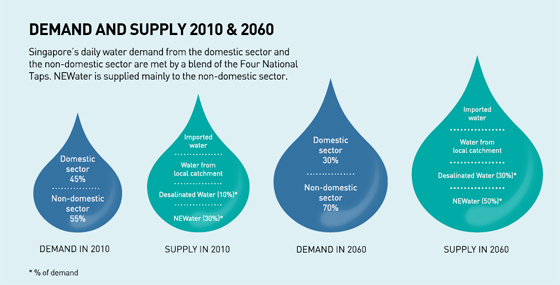 DEMAND AND SUPPLY 2010 & 2060
Singapore's daily water demand from the domestic sector and
the non-domestic sector are met by a blend of the Four National
Taps. NEWater is supplied mainly to the non-domestic sector.
Domestic
sector
45%
Non-domestic
sector
55%
DEMAND IN 2010
Imported
water
Water from
local catchment
Desalinated Water (10%)*
NEWater (30%)*
SUPPLY IN 2010
Domestic
sector
30%
Non-domestic
sector
70%
DEMAND IN 2060
Imported
water
Water from
local catchment
Desalinated Water (30%)*
NEWater (50%)*
SUPPLY IN 2060
* % of demand